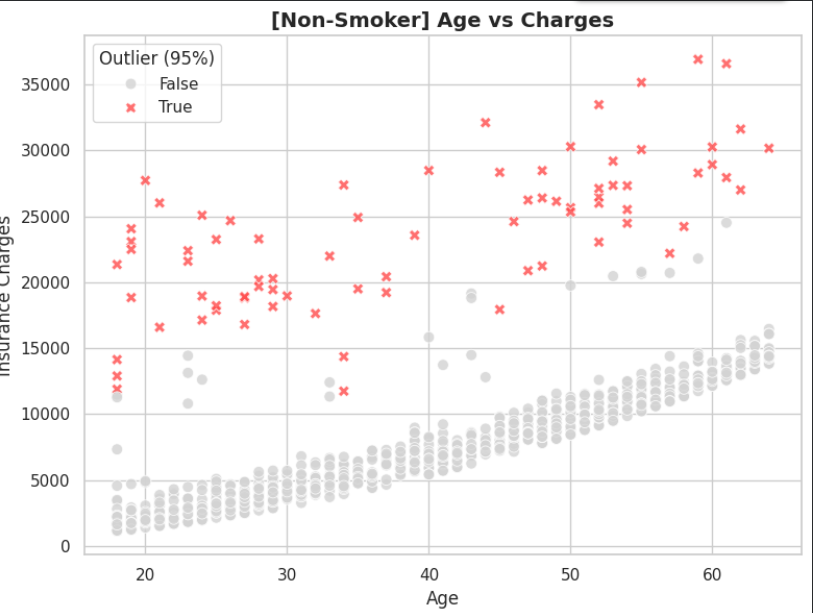 [Non-Smoker] Age vs Charges
Outlier (95%)
False
True
35000
30000
25000
20000
15000
10000
5000
0
Insurance Charges
20 30 40 50 60
Age